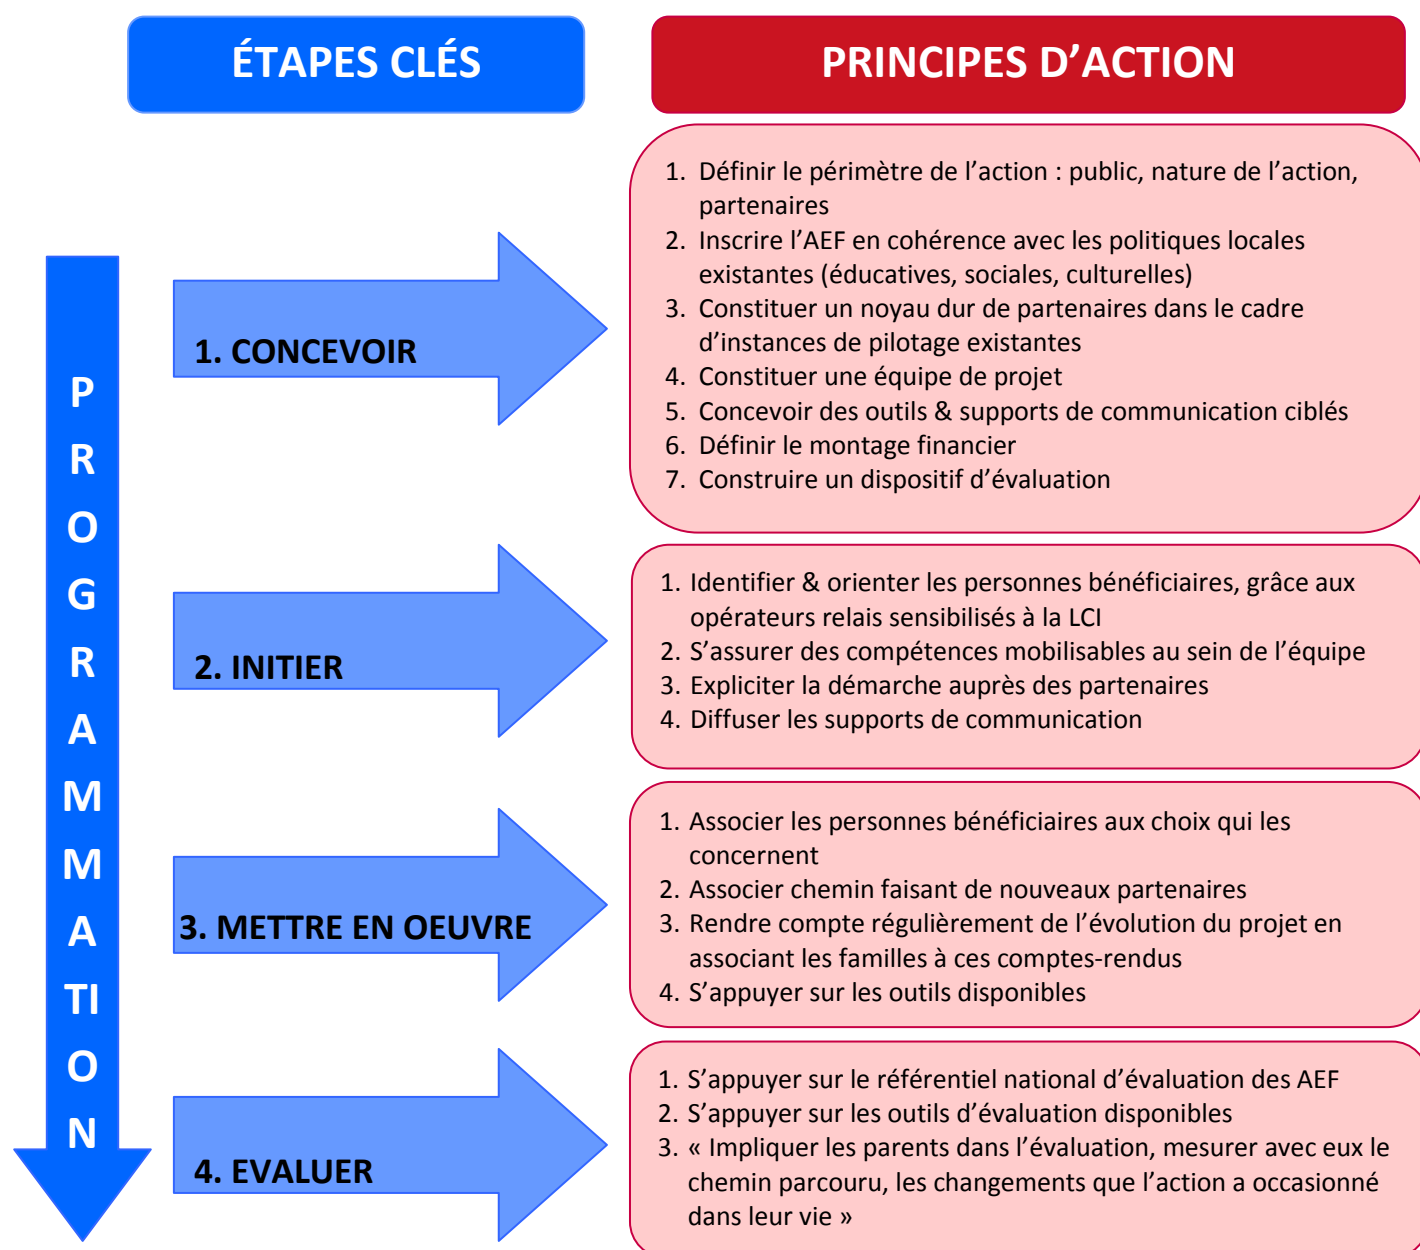 ÉTAPES CLÉS
PRINCIPES D’ACTION
PROGRAMMATION
1. CONCEVOIR
1. Définir le périmètre de l’action : public, nature de l’action,
partenaires
2. Inscrire l’AEF en cohérence avec les politiques locales
existantes (éducatives, sociales, culturelles)
3. Constituer un noyau dur de partenaires dans le cadre
d’instances de pilotage existantes
4. Constituer une équipe de projet
5. Concevoir des outils & supports de communication ciblés
6. Définir le montage financier
7. Construire un dispositif d’évaluation
2. INITIER
1. Identifier & orienter les personnes bénéficiaires, grâce aux
opérateurs relais sensibilisés à la LCI
2. S’assurer des compétences mobilisables au sein de l’équipe
3. Expliciter la démarche auprès des partenaires
4. Diffuser les supports de communication
3. METTRE EN OEUVRE
1. Associer les personnes bénéficiaires aux choix qui les
concernent
2. Associer chemin faisant de nouveaux partenaires
3. Rendre compte régulièrement de l’évolution du projet en
associant les familles à ces comptes-rendus
4. S’appuyer sur les outils disponibles
4. EVALUER
1. S’appuyer sur le référentiel national d’évaluation des AEF
2. S’appuyer sur les outils d’évaluation disponibles
3. « Impliquer les parents dans l’évaluation, mesurer avec eux le
chemin parcouru, les changements que l’action a occasionné
dans leur vie »